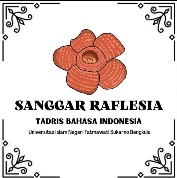 SANGGAR RAFLESIA
TADRIS BAHASA INDONESIA
Universitas Islam Negeri Fatmawati Sukarno Bengkulu